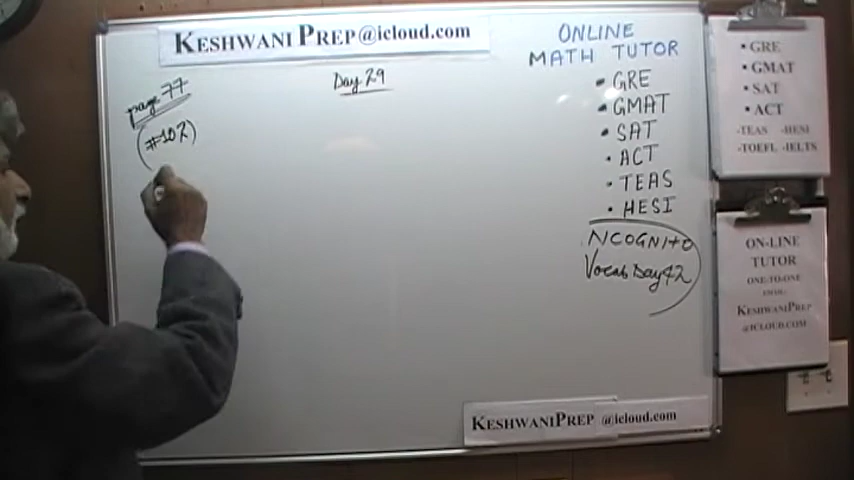 KESHWANI PREP@icloud.com
Day 29
page 77
(#107)
ONLINE
MATH TUTOR
• GRE
• GMAT
• SAT
• ACT
• TEAS
• HESI
NCOGNITO
Vocab Day 42
• GRE
• GMAT
• SAT
• ACT
-TEAS -HESI
-TOEFL -IELTS
ON-LINE
TUTOR
ONE-TO-ONE
KESHWANIPREP
@ICLOUD.COM
KESHWANIPREP @icloud.com